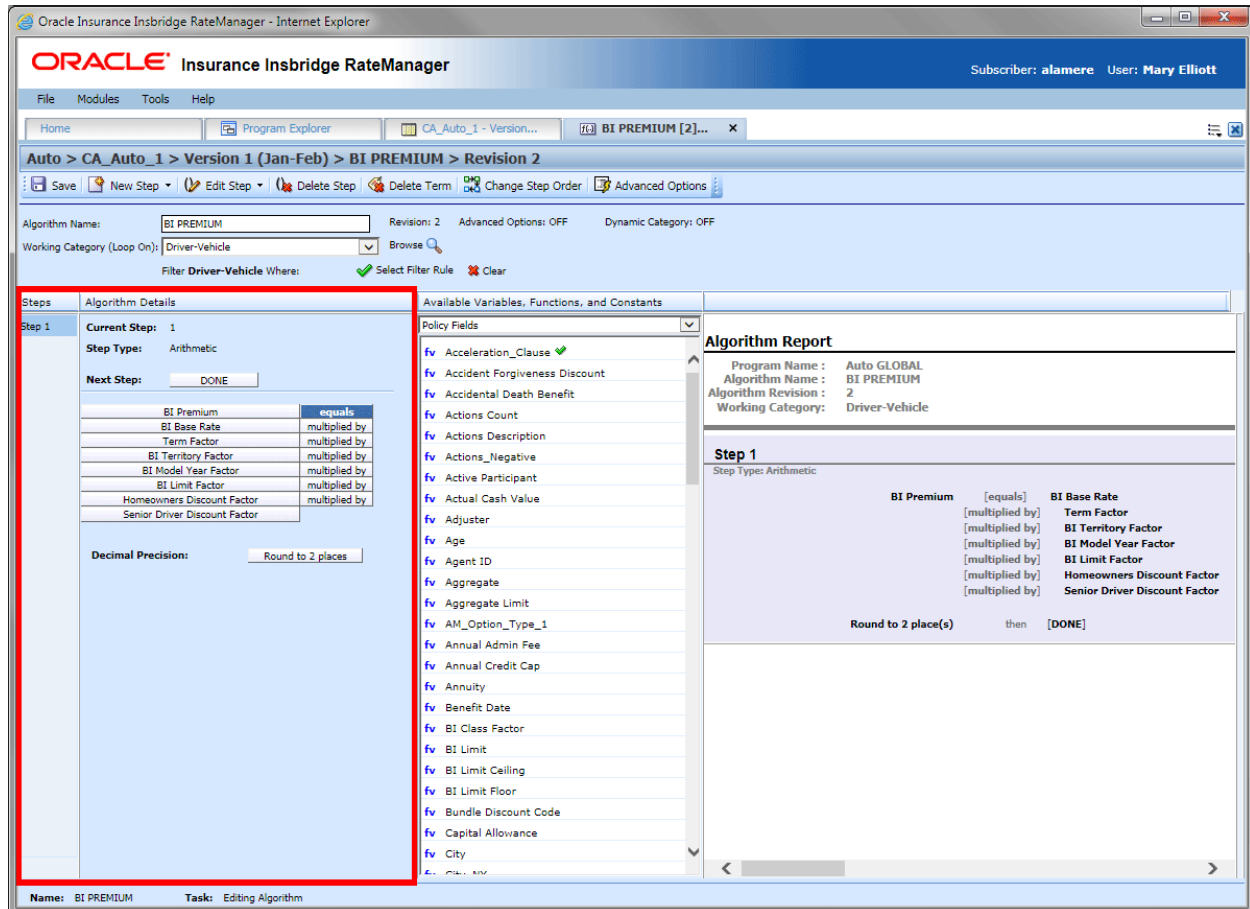 Oracle Insurance Insbridge RateManager - Internet Explorer
ORACLE® Insurance Insbridge RateManager
Subscriber: alamere User: Mary Elliott
File Modules Tools Help
Home Program Explorer CA_Auto_1 - Version... f(x) BI PREMIUM [2]... X
Auto > CA_Auto_1 > Version 1 (Jan-Feb) > BI PREMIUM > Revision 2
Save New Step Edit Step Delete Step Delete Term Change Step Order Advanced Options
Algorithm Name: BI PREMIUM Revision: 2 Advanced Options: OFF Dynamic Category: OFF
Working Category (Loop On): Driver-Vehicle Browse
Filter Driver-Vehicle Where: Select Filter Rule Clear
Steps Algorithm Details Available Variables, Functions, and Constants
Step 1
Current Step: 1
Step Type: Arithmetic
Next Step: DONE
BI Premium equals
BI Base Rate multiplied by
Term Factor multiplied by
BI Territory Factor multiplied by
BI Model Year Factor multiplied by
BI Limit Factor multiplied by
Homeowners Discount Factor multiplied by
Senior Driver Discount Factor
Decimal Precision: Round to 2 places
Policy Fields
fv Acceleration_Clause
fv Accident Forgiveness Discount
fv Accidental Death Benefit
fv Actions Count
fv Actions Description
fv Actions_Negative
fv Active Participant
fv Actual Cash Value
fv Adjuster
fv Age
fv Agent ID
fv Aggregate
fv Aggregate Limit
fv AM_Option_Type_1
fv Annual Admin Fee
fv Annual Credit Cap
fv Annuity
fv Benefit Date
fv BI Class Factor
fv BI Limit
fv BI Limit Ceiling
fv BI Limit Floor
fv Bundle Discount Code
fv Capital Allowance
fv City
fv City_NY
Algorithm Report
Program Name : Auto GLOBAL
Algorithm Name : BI PREMIUM
Algorithm Revision : 2
Working Category: Driver-Vehicle
Step 1
Step Type: Arithmetic
BI Premium [equals] BI Base Rate
[multiplied by] Term Factor
[multiplied by] BI Territory Factor
[multiplied by] BI Model Year Factor
[multiplied by] BI Limit Factor
[multiplied by] Homeowners Discount Factor
[multiplied by] Senior Driver Discount Factor
Round to 2 place(s) then [DONE]
Name: BI PREMIUM Task: Editing Algorithm